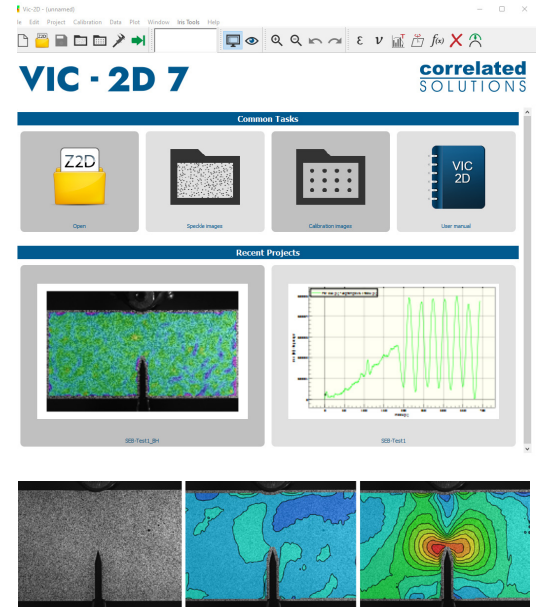 Vic-2D - (unnamed)
le Edit Project Calibration Data Plot Window Iris Tools Help
ε ν f(x)
VIC - 2D 7
correlated
SOLUTIONS
Common Tasks
Z2D
VIC
2D
Open Speckle images Calibration images User manual
Recent Projects
SEB-Test1_BH SEB-Test1